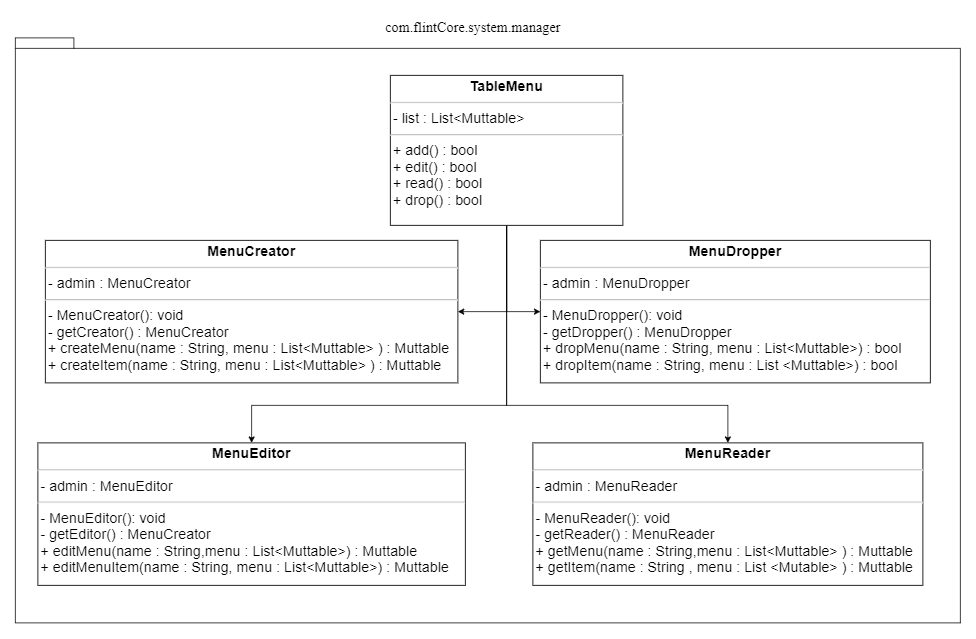 com.flintCore.system.manager
TableMenu
- list : List<Muttable>
+ add() : bool
+ edit() : bool
+ read() : bool
+ drop() : bool
MenuCreator
- admin : MenuCreator
- MenuCreator(): void
- getCreator() : MenuCreator
+ createMenu(name : String, menu : List<Muttable> ) : Muttable
+ createItem(name : String, menu : List<Muttable> ) : Muttable
MenuDropper
- admin : MenuDropper
- MenuDropper(): void
- getDropper() : MenuDropper
+ dropMenu(name : String, menu : List<Muttable>) : bool
+ dropItem(name : String, menu : List <Muttable>) : bool
MenuEditor
- admin : MenuEditor
- MenuEditor(): void
- getEditor() : MenuCreator
+ editMenu(name : String,menu : List<Muttable>) : Muttable
+ editMenuItem(name : String, menu : List<Muttable>) : Muttable
MenuReader
- admin : MenuReader
- MenuReader(): void
- getReader() : MenuReader
+ getMenu(name : String,menu : List<Muttable> ) : Muttable
+ getItem(name : String , menu : List <Mutable> ) : Muttable